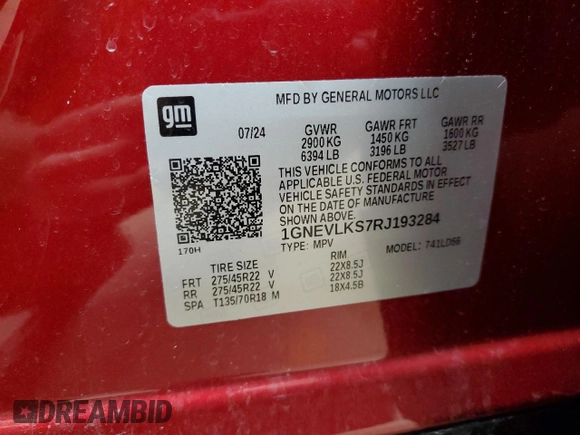 gm
MFD BY GENERAL MOTORS LLC
07/24 GVWR GAWR FRT GAWR RR
2900 KG 1450 KG 1600 KG
6394 LB 3196 LB 3527 LB
THIS VEHICLE CONFORMS TO ALL
APPLICABLE U.S. FEDERAL MOTOR
VEHICLE SAFETY STANDARDS IN EFFECT
ON THE DATE OF MANUFACTURE
SHOWN ABOVE.
1GNEVLKS7RJ193284
170H TYPE: MPV MODEL: 741LD56
TIRE SIZE RIM
FRT 275/45R22 V 22X8.5J
RR 275/45R22 V 22X8.5J
SPA T135/70R18 M 18X4.5B
DREAMBID